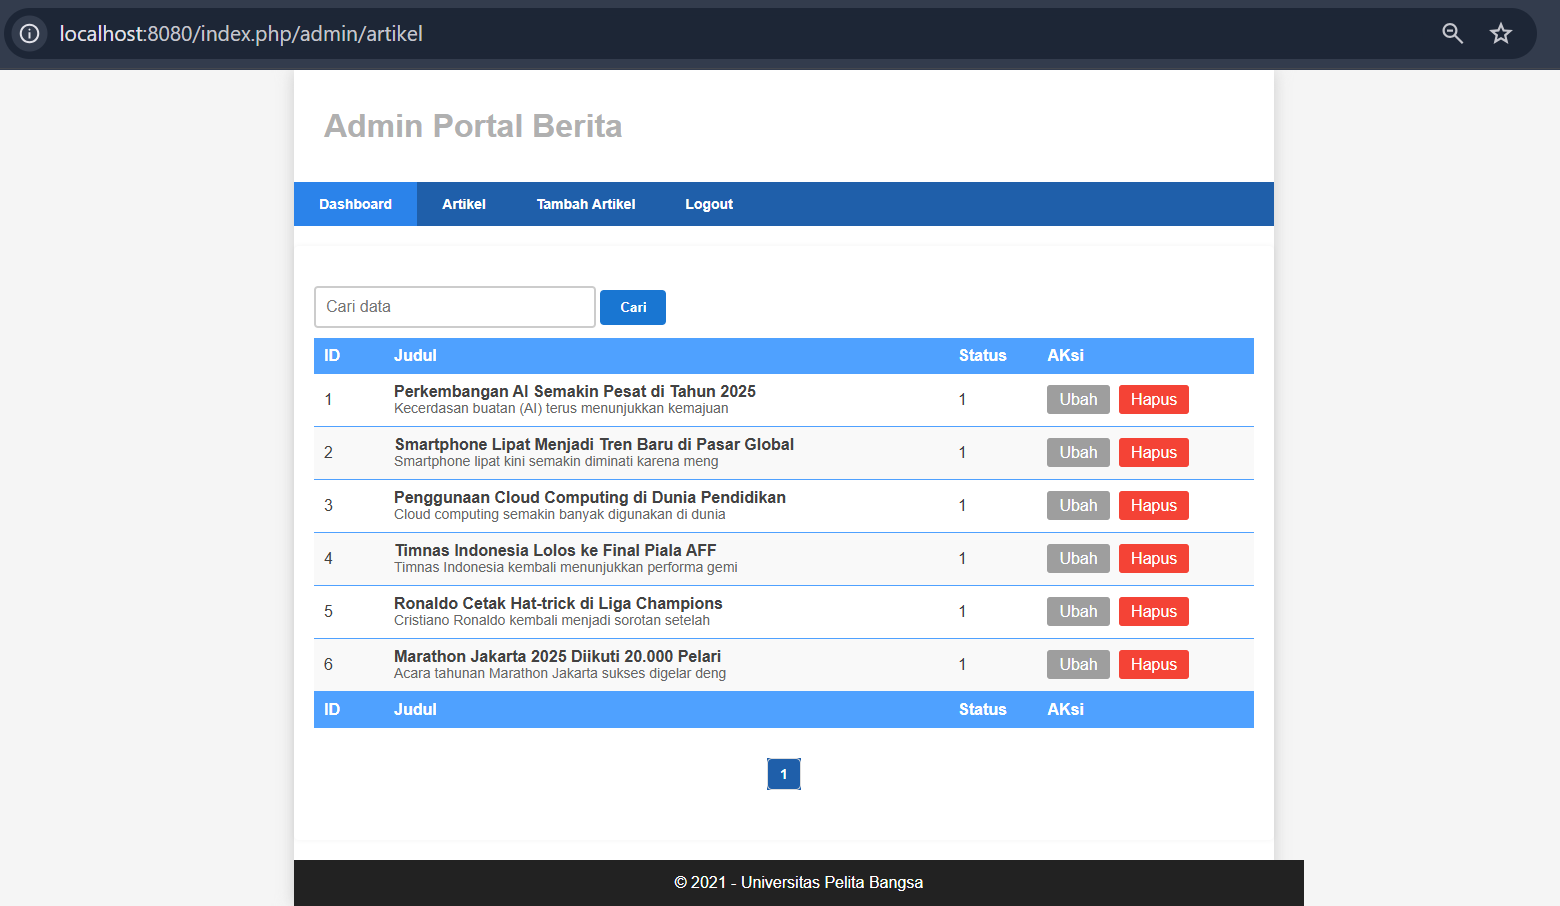 localhost:8080/index.php/admin/artikel
Admin Portal Berita
Dashboard Artikel Tambah Artikel Logout
Cari data Cari
ID Judul Status AKsi
1 Perkembangan AI Semakin Pesat di Tahun 2025 1 Ubah Hapus
Kecerdasan buatan (AI) terus menunjukkan kemajuan
2 Smartphone Lipat Menjadi Tren Baru di Pasar Global 1 Ubah Hapus
Smartphone lipat kini semakin diminati karena meng
3 Penggunaan Cloud Computing di Dunia Pendidikan 1 Ubah Hapus
Cloud computing semakin banyak digunakan di dunia
4 Timnas Indonesia Lolos ke Final Piala AFF 1 Ubah Hapus
Timnas Indonesia kembali menunjukkan performa gemi
5 Ronaldo Cetak Hat-trick di Liga Champions 1 Ubah Hapus
Cristiano Ronaldo kembali menjadi sorotan setelah
6 Marathon Jakarta 2025 Diikuti 20.000 Pelari 1 Ubah Hapus
Acara tahunan Marathon Jakarta sukses digelar deng
ID Judul Status AKsi
1
© 2021 - Universitas Pelita Bangsa